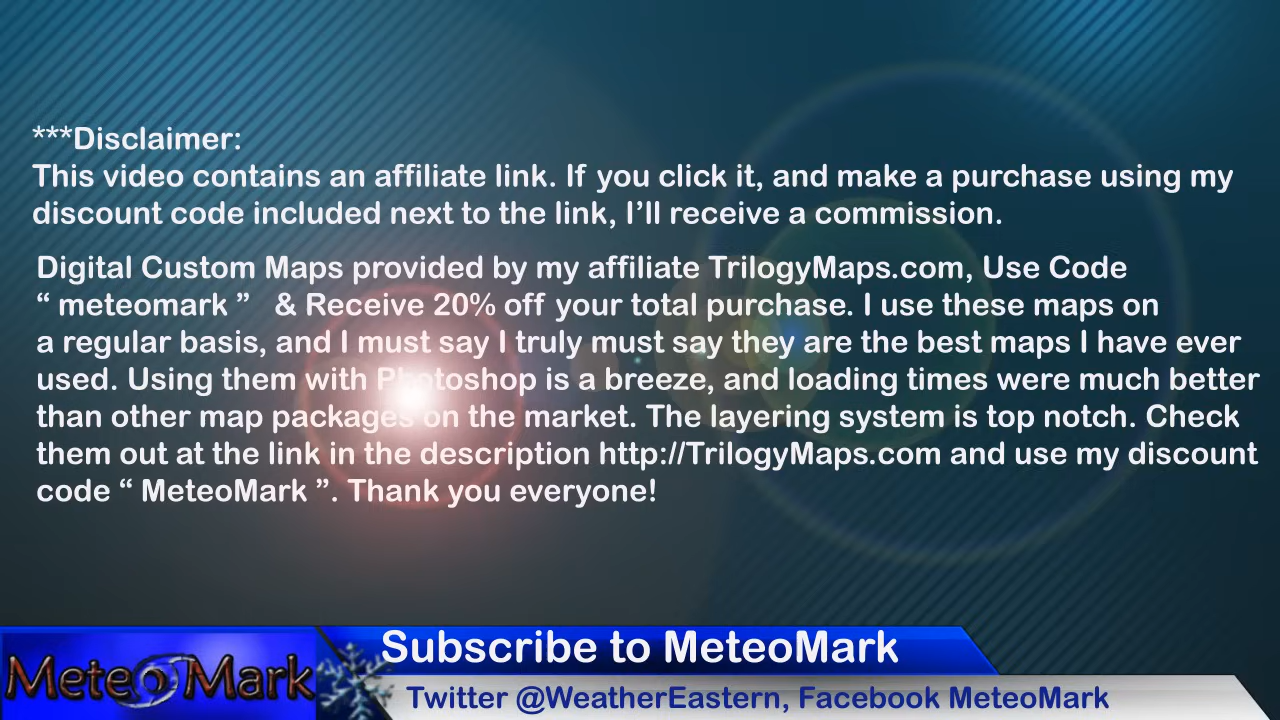 ***Disclaimer:
This video contains an affiliate link. If you click it, and make a purchase using my
discount code included next to the link, I’ll receive a commission.
Digital Custom Maps provided by my affiliate TrilogyMaps.com, Use Code
“ meteomark ”   & Receive 20% off your total purchase. I use these maps on
a regular basis, and I must say I truly must say they are the best maps I have ever
used. Using them with Photoshop is a breeze, and loading times were much better
than other map packages on the market. The layering system is top notch. Check
them out at the link in the description http://TrilogyMaps.com and use my discount
code “ MeteoMark ”. Thank you everyone!
Subscribe to MeteoMark
MeteoMark
Twitter @WeatherEastern, Facebook MeteoMark